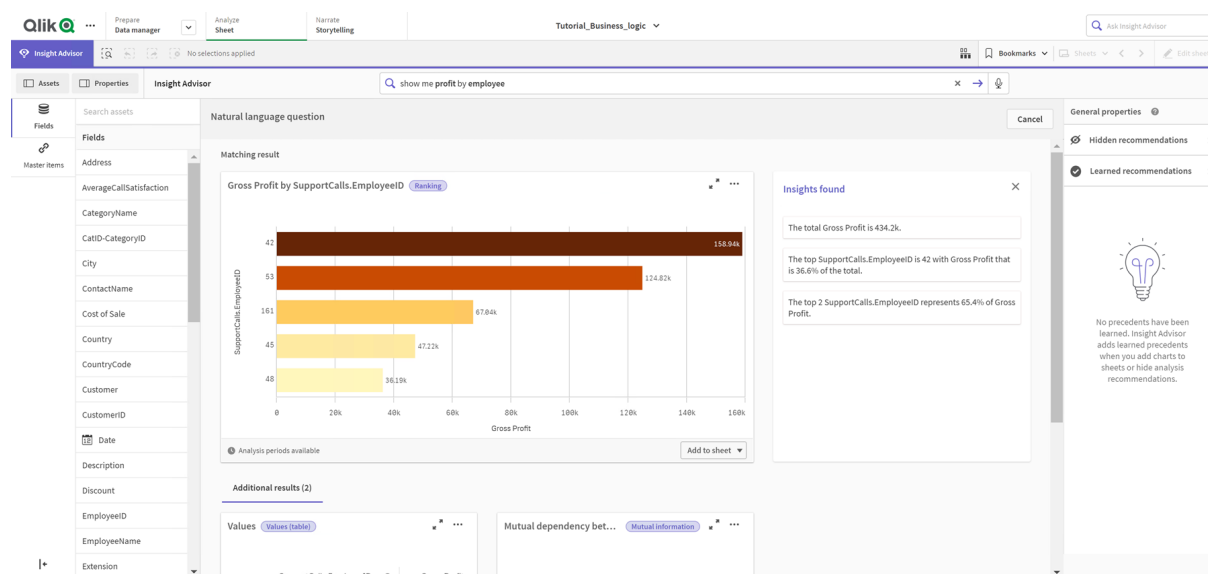 Qlik
Prepare
Data manager
Analyze
Sheet
Narrate
Storytelling
Tutorial_Business_logic
Ask Insight Advisor
Insight Advisor
No selections applied
Bookmarks
Sheets
Edit sheet
Assets
Properties
Insight Advisor
show me profit by employee
Fields
Master items
Search assets
Fields
Address
AverageCallSatisfaction
CategoryName
CatID-CategoryID
City
ContactName
Cost of Sale
Country
CountryCode
Customer
CustomerID
Date
Description
Discount
EmployeeID
EmployeeName
Extension
Natural language question
Cancel
Matching result
Gross Profit by SupportCalls.EmployeeID Ranking
SupportCalls.EmployeeID
42 158.94k
53 124.82k
161 67.04k
45 47.22k
48 36.19k
0 20k 40k 60k 80k 100k 120k 140k 160k
Gross Profit
Analysis periods available
Add to sheet
Insights found
The total Gross Profit is 434.2k.
The top SupportCalls.EmployeeID is 42 with Gross Profit that
is 36.6% of the total.
The top 2 SupportCalls.EmployeeID represents 65.4% of Gross
Profit.
Additional results (2)
Values Values (table)
Mutual dependency bet... Mutual information
General properties
Hidden recommendations
Learned recommendations
No precedents have been
learned. Insight Advisor
adds learned precedents
when you add charts to
sheets or hide analysis
recommendations.